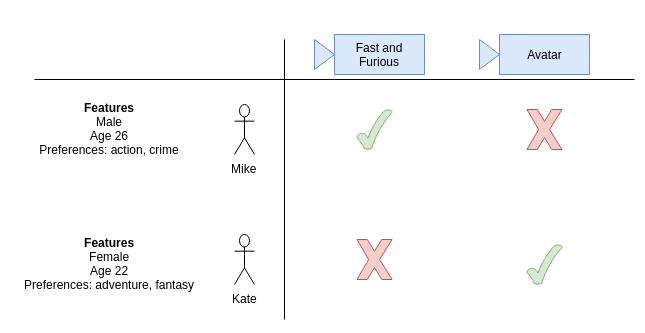 Fast and
Furious
Avatar
Features
Male
Age 26
Preferences: action, crime
Mike
Features
Female
Age 22
Preferences: adventure, fantasy
Kate